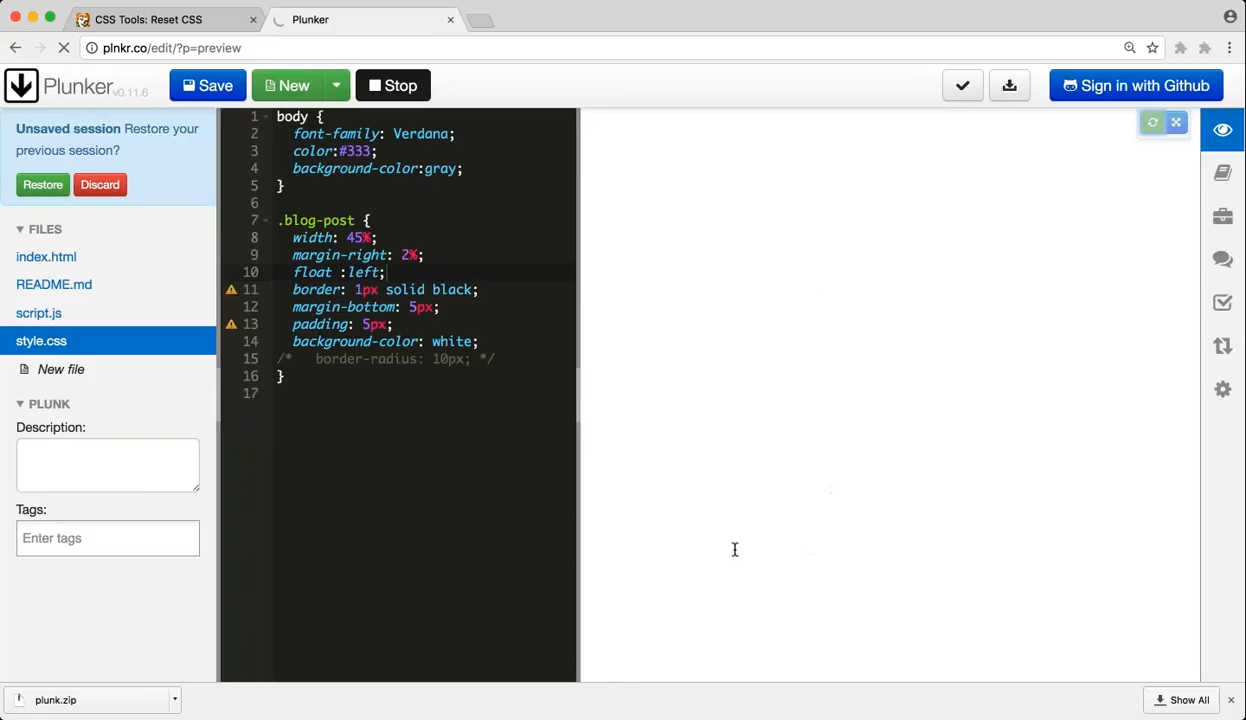 CSS Tools: Reset CSS
Plunker
plnkr.co/edit/?p=preview
Plunker v0.11.6
Save
New
Stop
Sign in with Github
Unsaved session Restore your
previous session?
Restore
Discard
FILES
index.html
README.md
script.js
style.css
New file
PLUNK
Description:
Tags:
Enter tags
1 body {
2 font-family: Verdana;
3 color:#333;
4 background-color:gray;
5 }
6
7 .blog-post {
8 width: 45%;
9 margin-right: 2%;
10 float :left;
11 border: 1px solid black;
12 margin-bottom: 5px;
13 padding: 5px;
14 background-color: white;
15 /* border-radius: 10px; */
16 }
17
plunk.zip
Show All